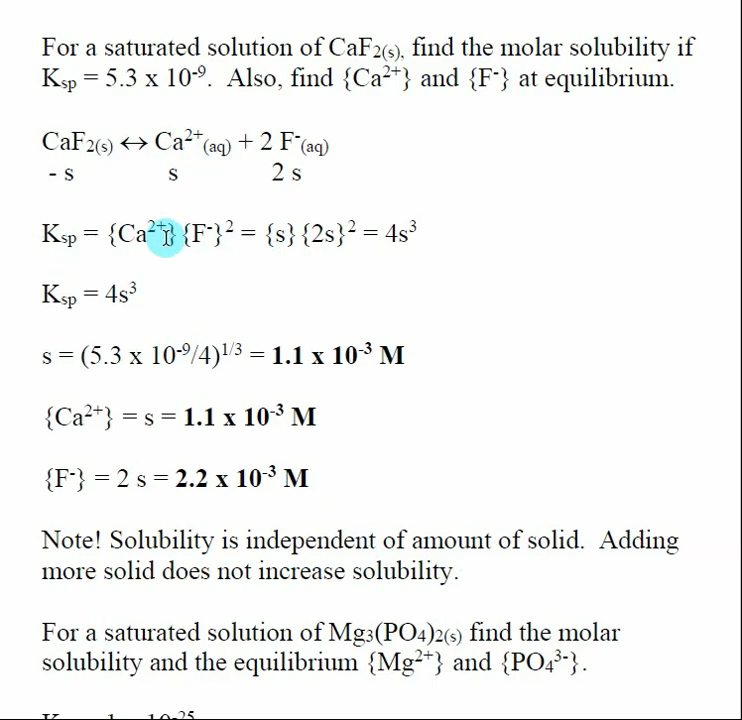 For a saturated solution of CaF2(s), find the molar solubility if
Ksp = 5.3 x 10-9. Also, find {Ca2+} and {F-} at equilibrium.
CaF2(s) ↔ Ca2+(aq) + 2 F-(aq)
- s s 2 s
Ksp = {Ca2+} {F-}2 = {s} {2s}2 = 4s3
Ksp = 4s3
s = (5.3 x 10-9/4)1/3 = 1.1 x 10-3 M
{Ca2+} = s = 1.1 x 10-3 M
{F-} = 2 s = 2.2 x 10-3 M
Note! Solubility is independent of amount of solid. Adding
more solid does not increase solubility.
For a saturated solution of Mg3(PO4)2(s) find the molar
solubility and the equilibrium {Mg2+} and {PO43-}.